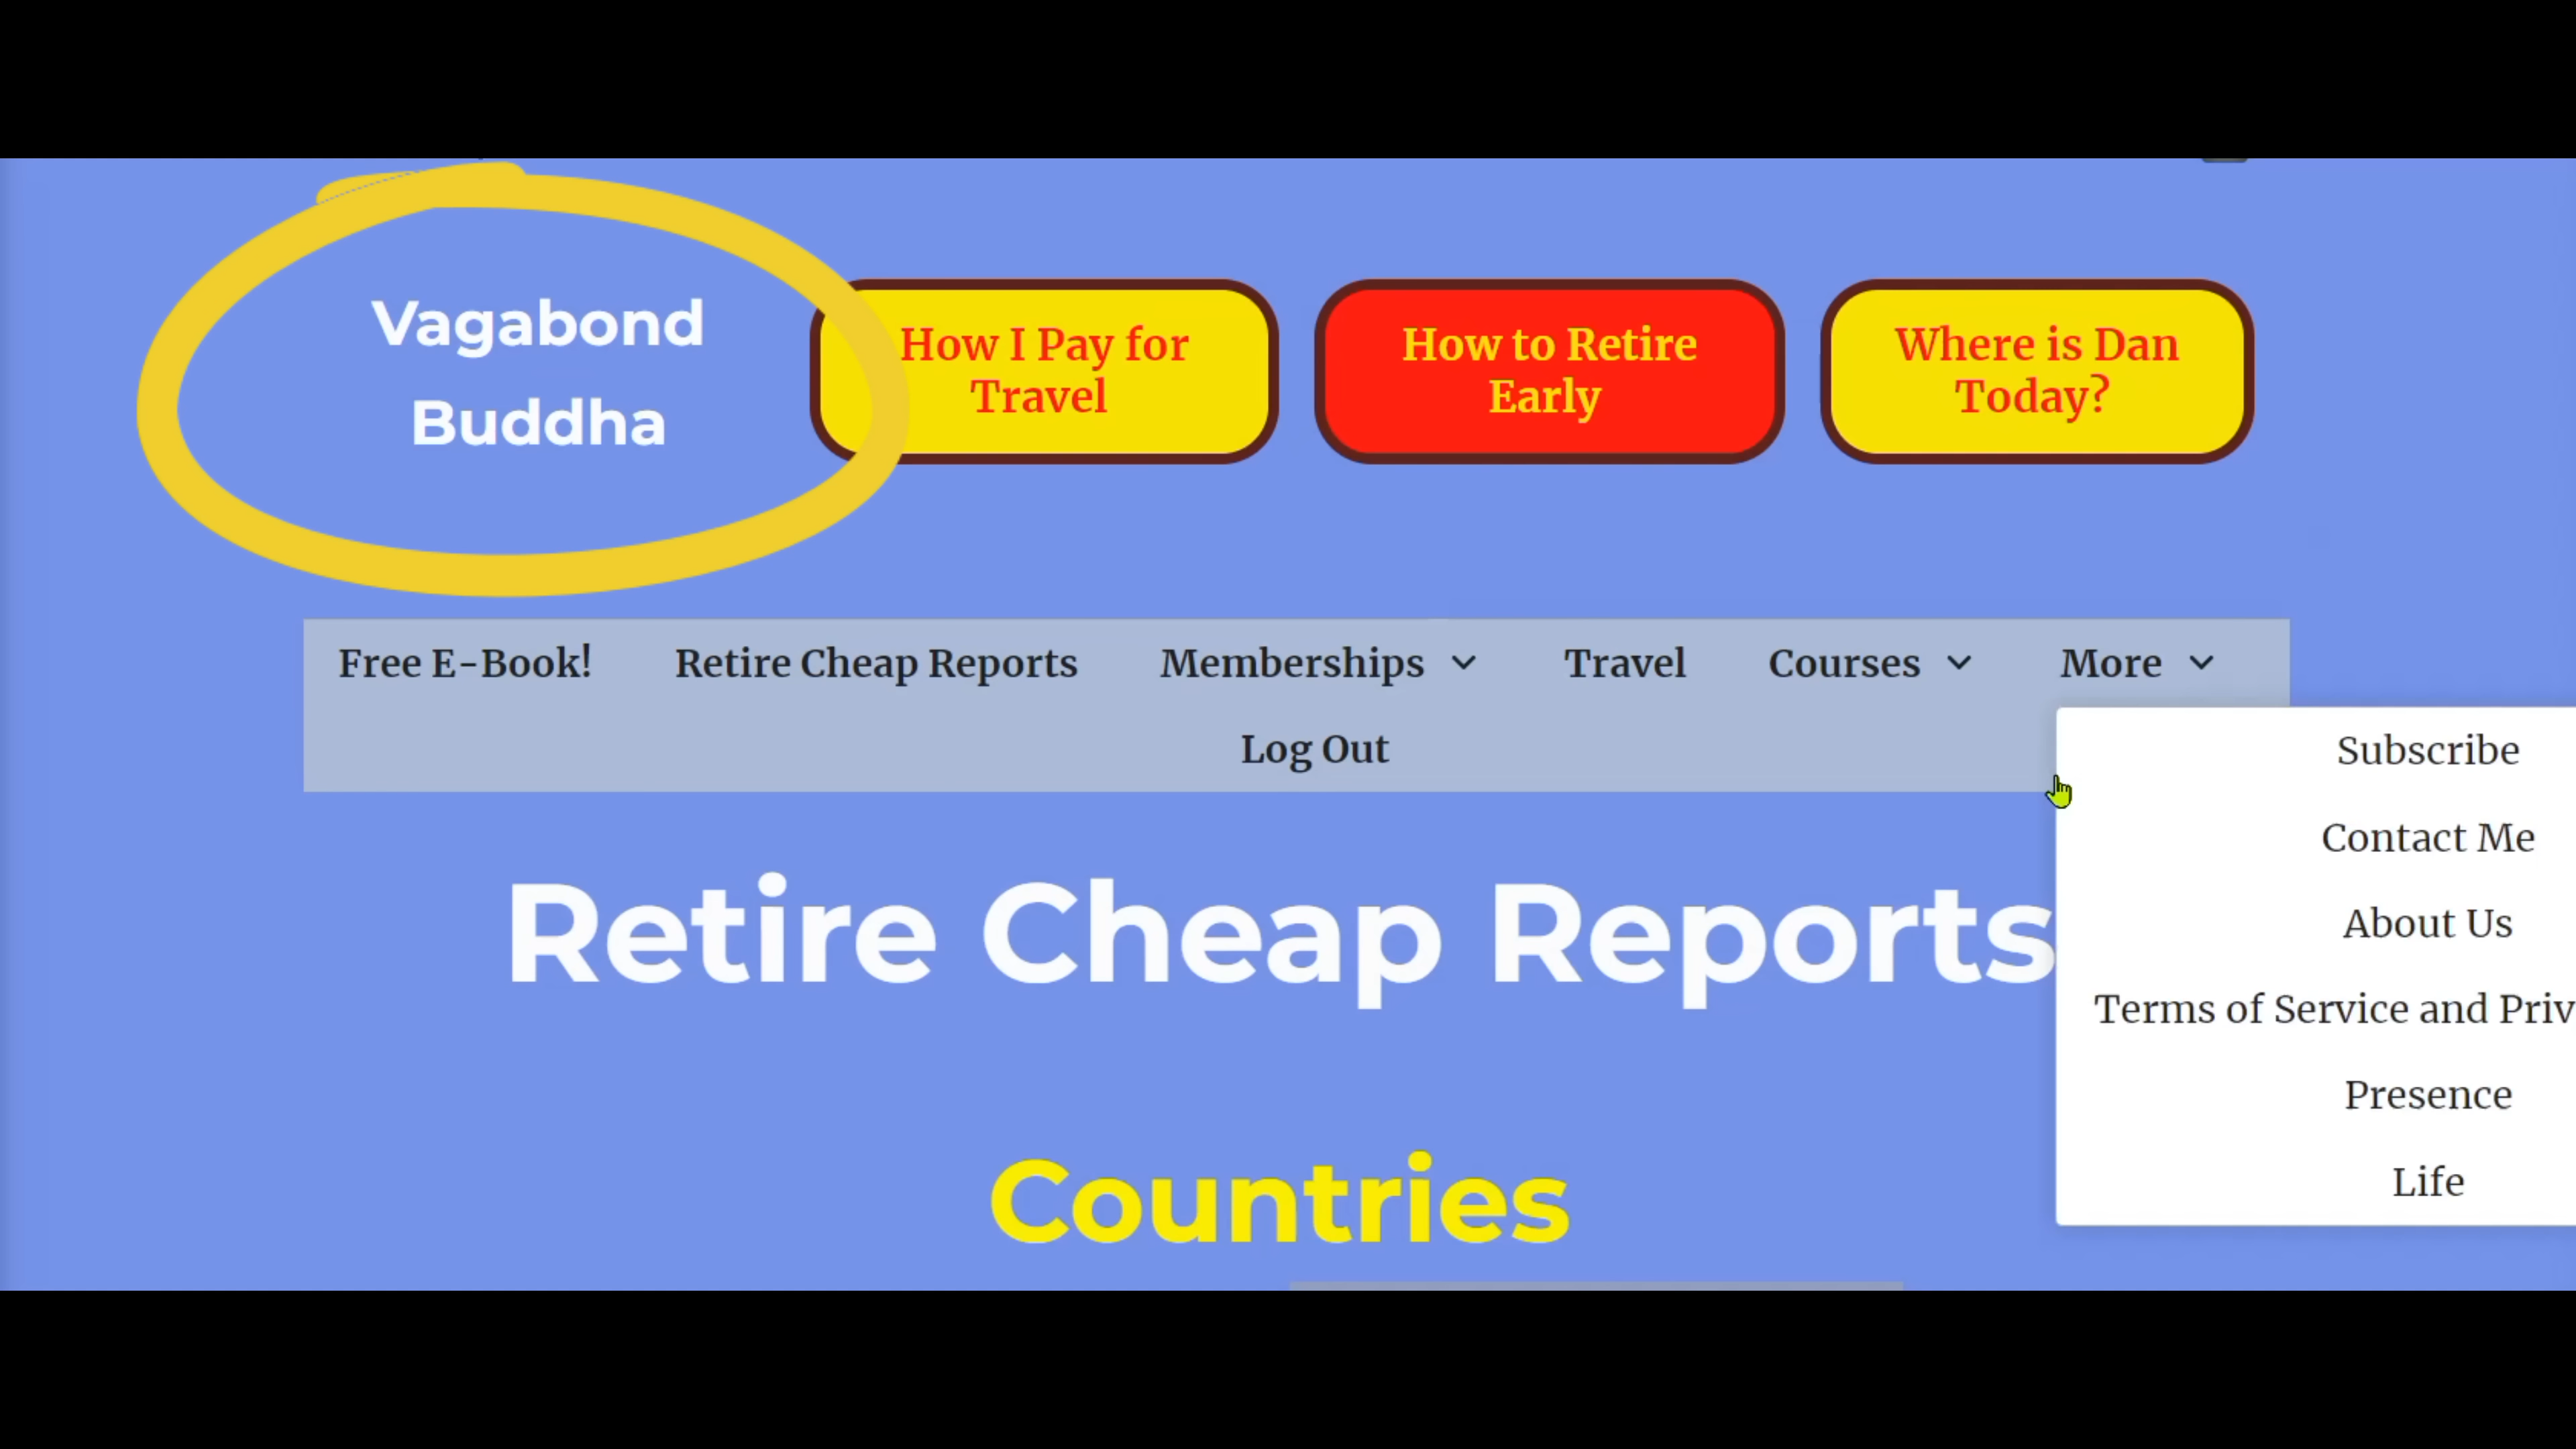 Vagabond
Buddha
How I Pay for
Travel
How to Retire
Early
Where is Dan
Today?
Free E-Book!
Retire Cheap Reports
Memberships
Travel
Courses
More
Log Out
Subscribe
Contact Me
About Us
Terms of Service and Priv
Presence
Life
Retire Cheap Reports
Countries